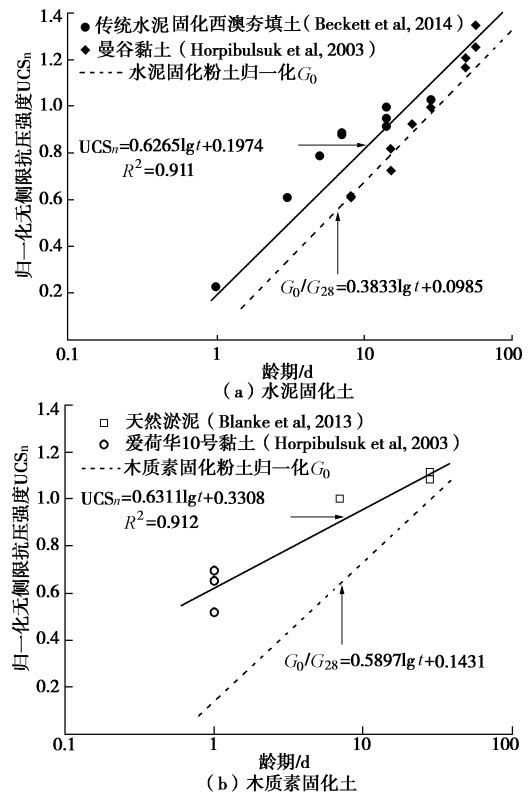 1.4
● 传统水泥固化西澳夯填土(Beckett et al, 2014)
◆ 曼谷黏土(Horpibulsuk et al, 2003)
水泥固化粉土归一化G₀
1.2
1.0
0.8
0.6
0.4
0.2
归一化无侧限抗压强度UCSₙ
UCSₙ=0.6265lg t+0.1974
R²=0.911
G₀/G₂₈=0.3833lg t+0.0985
0.1 1 10 100
龄期/d
(a)水泥固化土
1.4
□ 天然淤泥(Blanke et al, 2013)
○ 爱荷华10号黏土(Horpibulsuk et al, 2003)
木质素固化粉土归一化G₀
1.2
1.0
0.8
0.6
0.4
0.2
归一化无侧限抗压强度UCSₙ
UCSₙ=0.6311lg t+0.3308
R²=0.912
G₀/G₂₈=0.5897lg t+0.1431
0.1 1 10 100
龄期/d
(b)木质素固化土